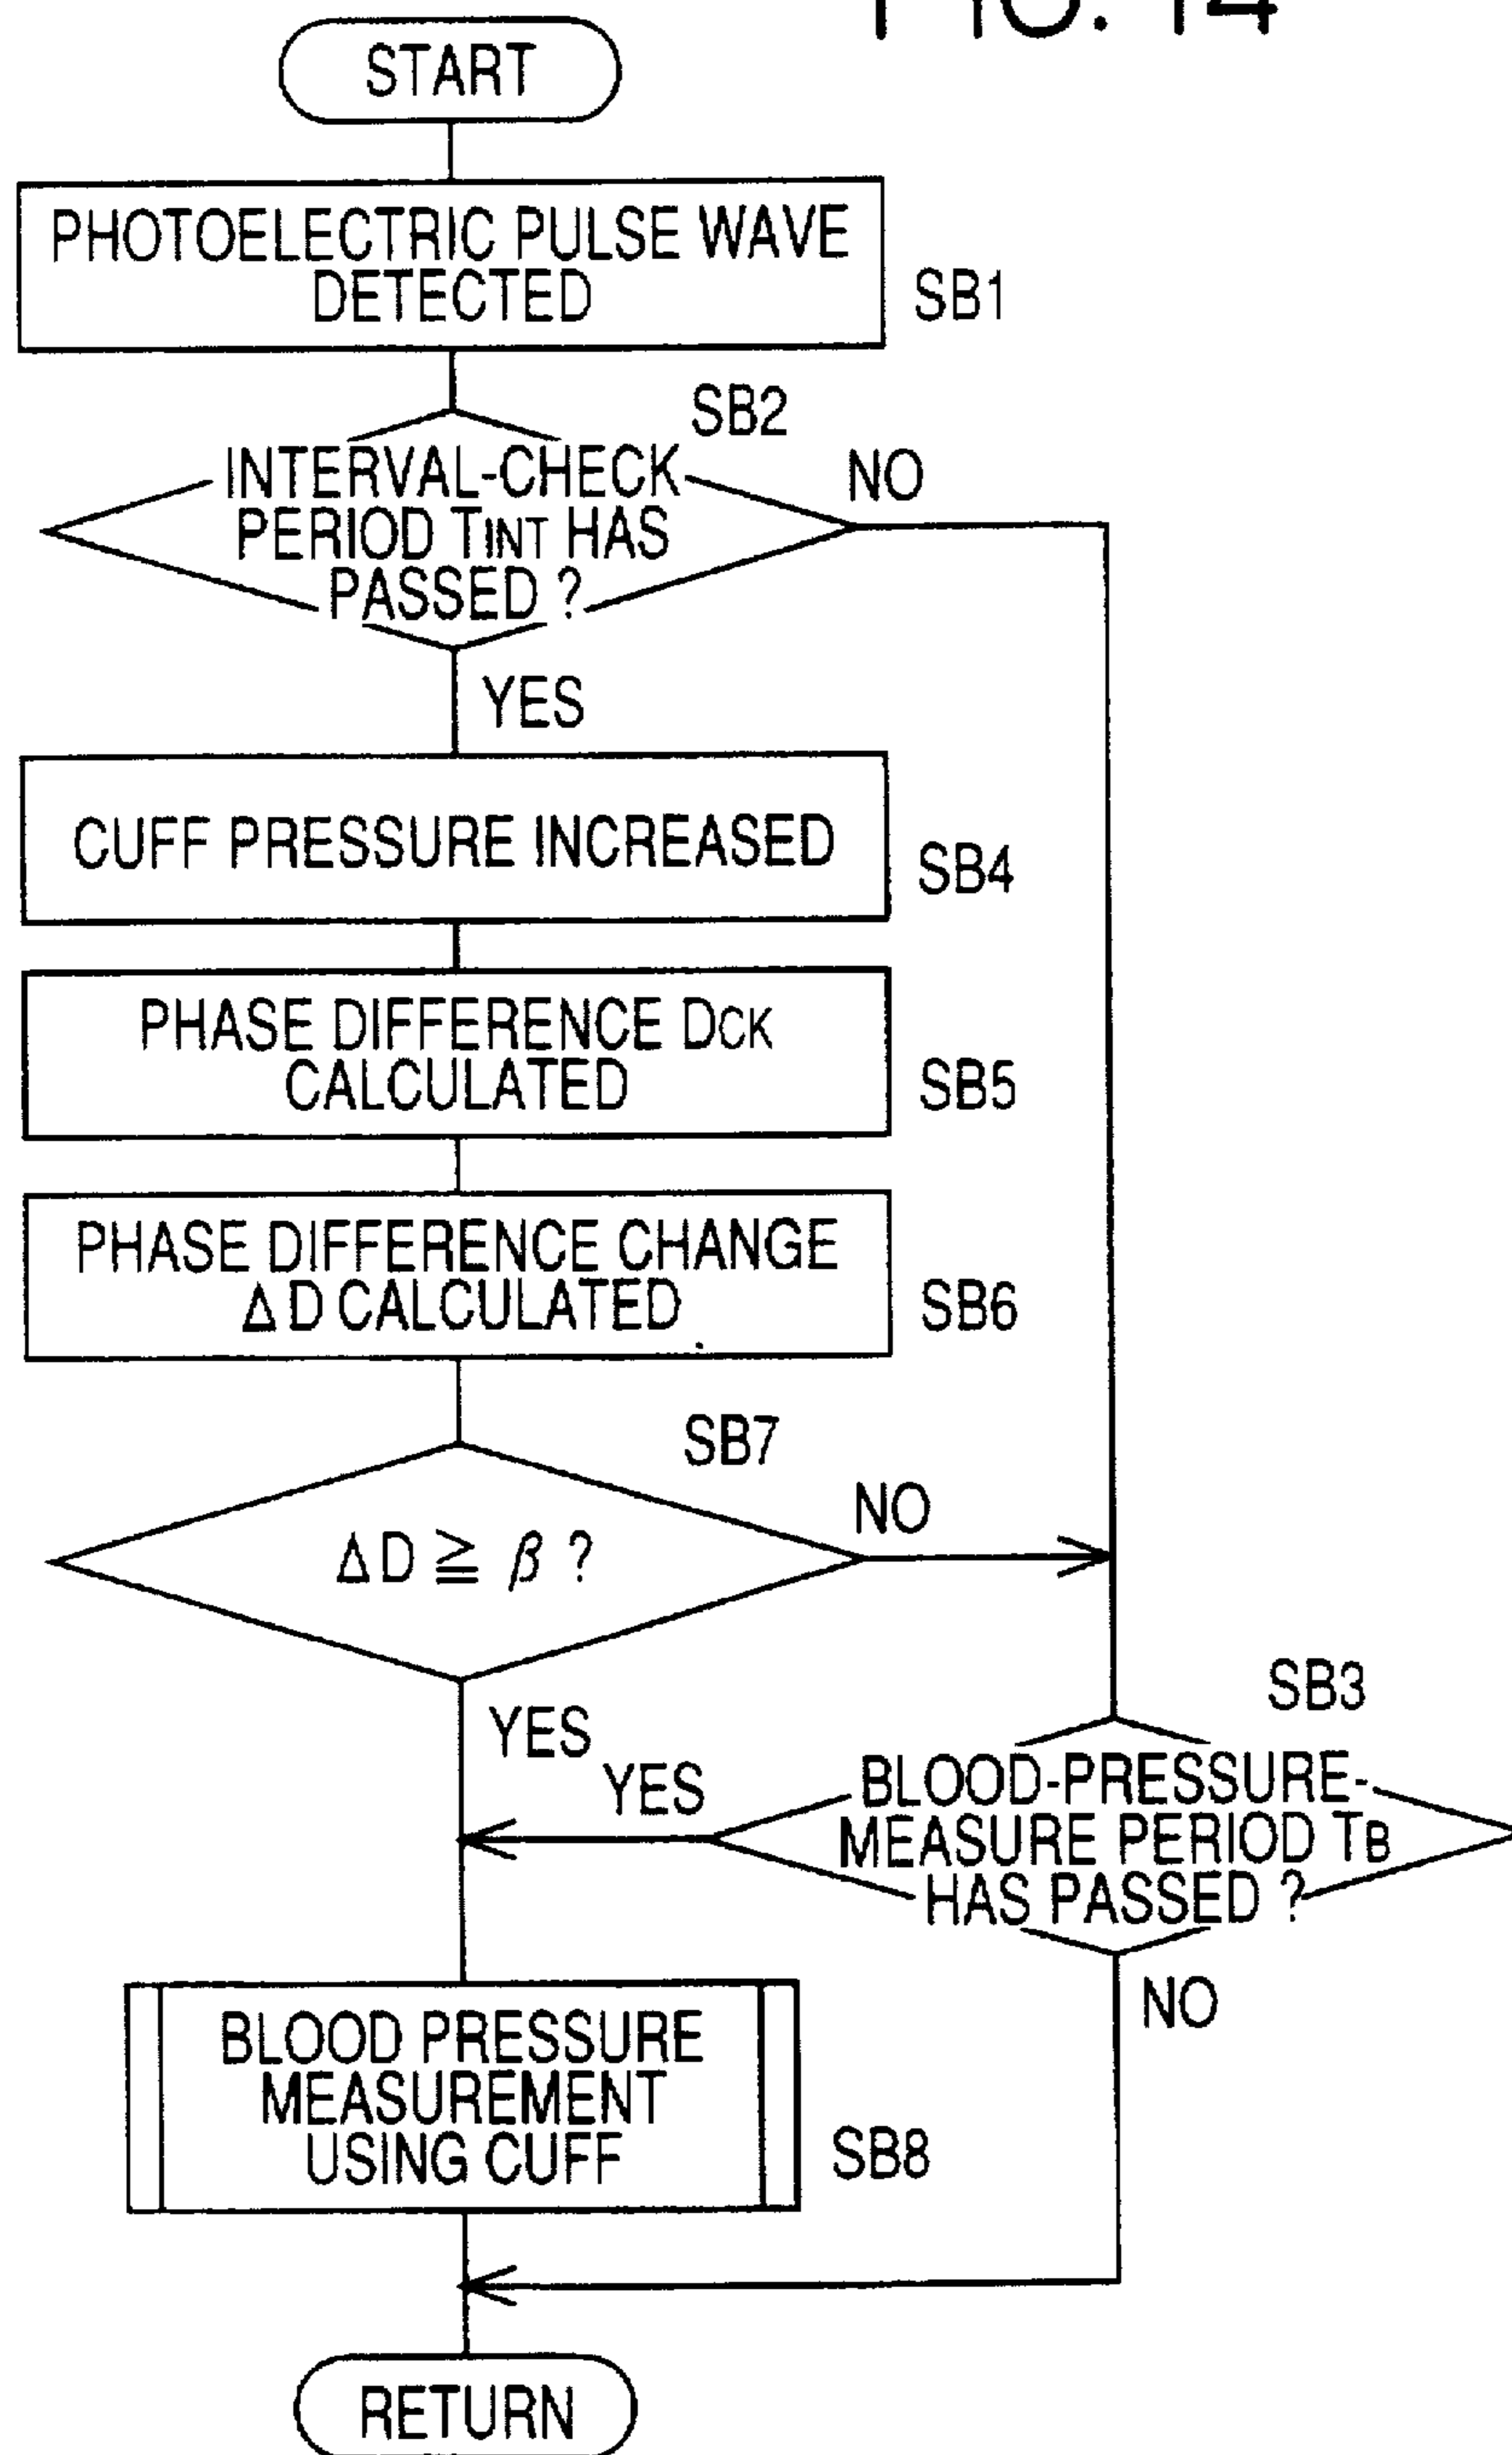 FIG. 14
START
PHOTOELECTRIC PULSE WAVE
DETECTED
SB1
SB2
INTERVAL-CHECK
PERIOD TINT HAS
PASSED ?
NO
YES
CUFF PRESSURE INCREASED
SB4
PHASE DIFFERENCE DCK
CALCULATED
SB5
PHASE DIFFERENCE CHANGE
ΔD CALCULATED
SB6
SB7
ΔD ≧ β ?
NO
YES
SB3
BLOOD-PRESSURE-
MEASURE PERIOD TB
HAS PASSED ?
YES
NO
BLOOD PRESSURE
MEASUREMENT
USING CUFF
SB8
RETURN